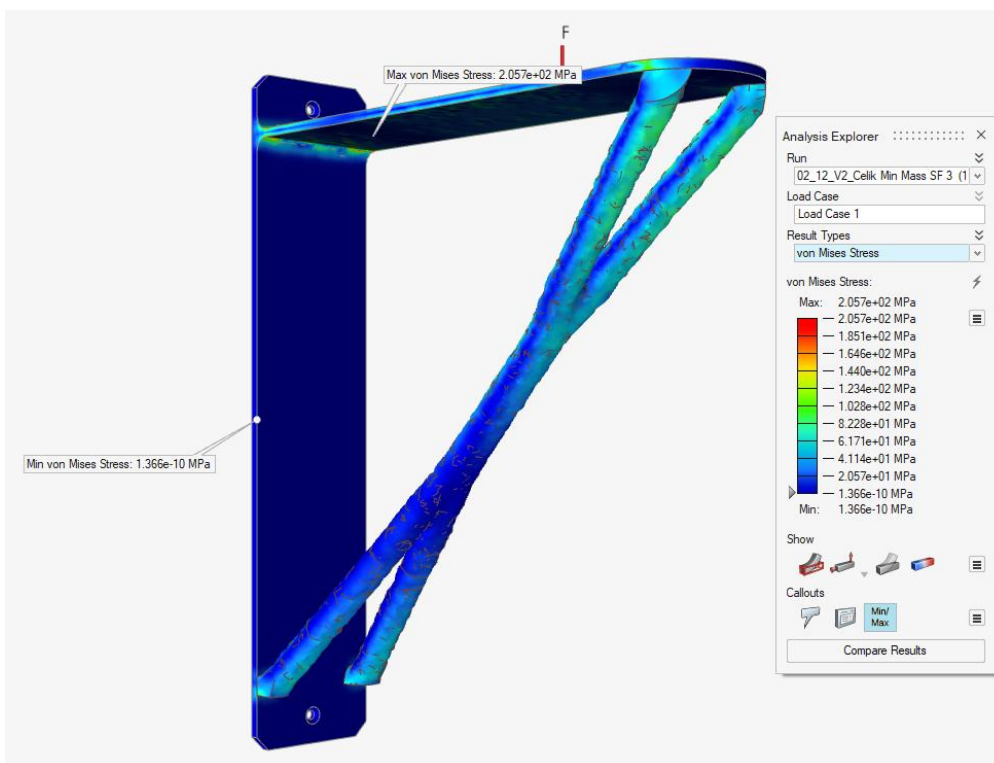 F
Max von Mises Stress: 2.057e+02 MPa
Min von Mises Stress: 1.366e-10 MPa
Analysis Explorer
Run
02_12_V2_Celik Min Mass SF 3 (1
Load Case
Load Case 1
Result Types
von Mises Stress
von Mises Stress:
Max: 2.057e+02 MPa
2.057e+02 MPa
1.851e+02 MPa
1.646e+02 MPa
1.440e+02 MPa
1.234e+02 MPa
1.028e+02 MPa
8.228e+01 MPa
6.171e+01 MPa
4.114e+01 MPa
2.057e+01 MPa
1.366e-10 MPa
Min: 1.366e-10 MPa
Show
Callouts
Min/
Max
Compare Results